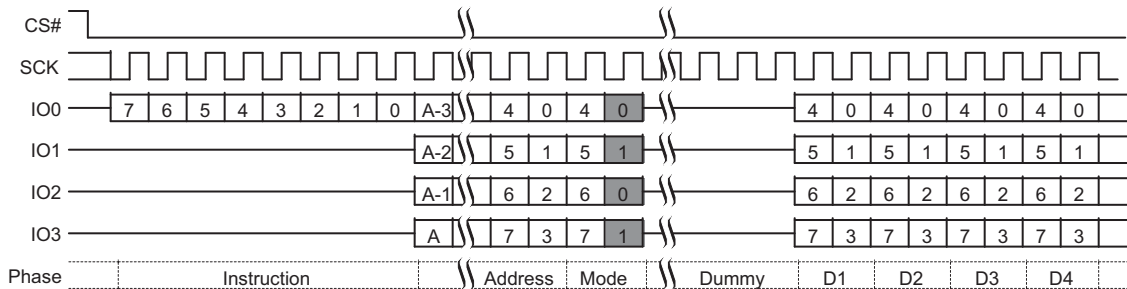 CS#
SCK
IO0 7 6 5 4 3 2 1 0 A-3 4 0 4 0 4 0 4 0 4 0 4 0
IO1 A-2 5 1 5 1 5 1 5 1 5 1 5 1
IO2 A-1 6 2 6 0 6 2 6 2 6 2 6 2
IO3 A 7 3 7 1 7 3 7 3 7 3 7 3
Phase Instruction Address Mode Dummy D1 D2 D3 D4